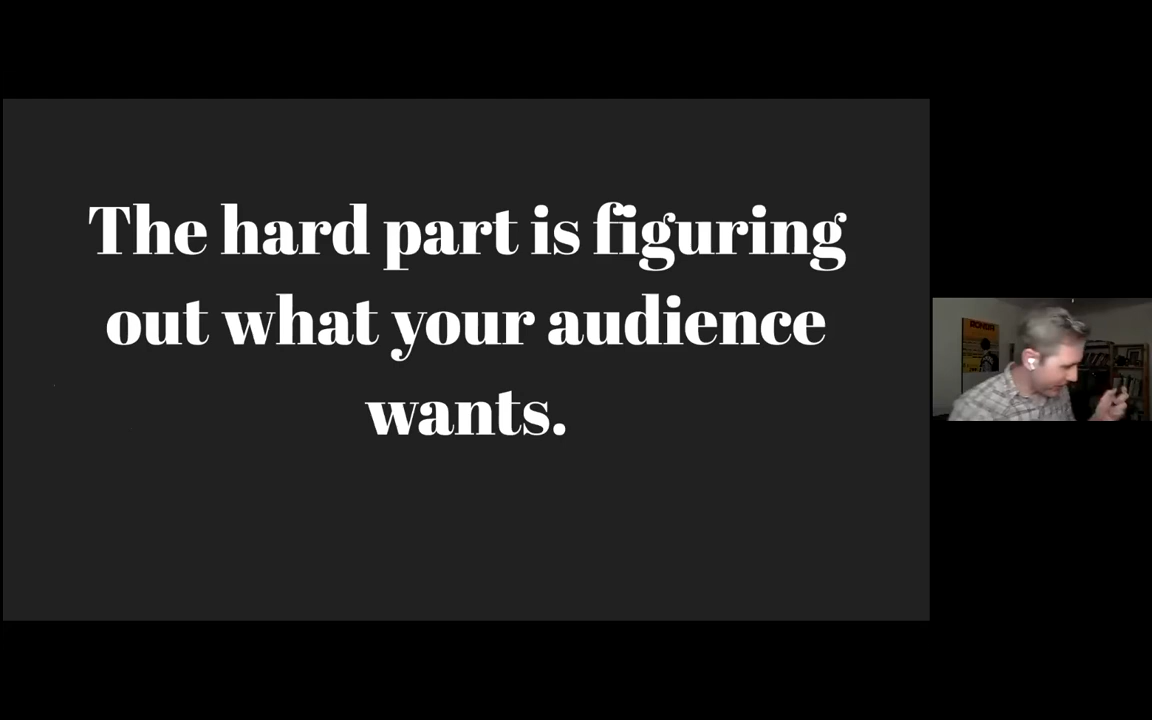 The hard part is figuring
out what your audience
wants.